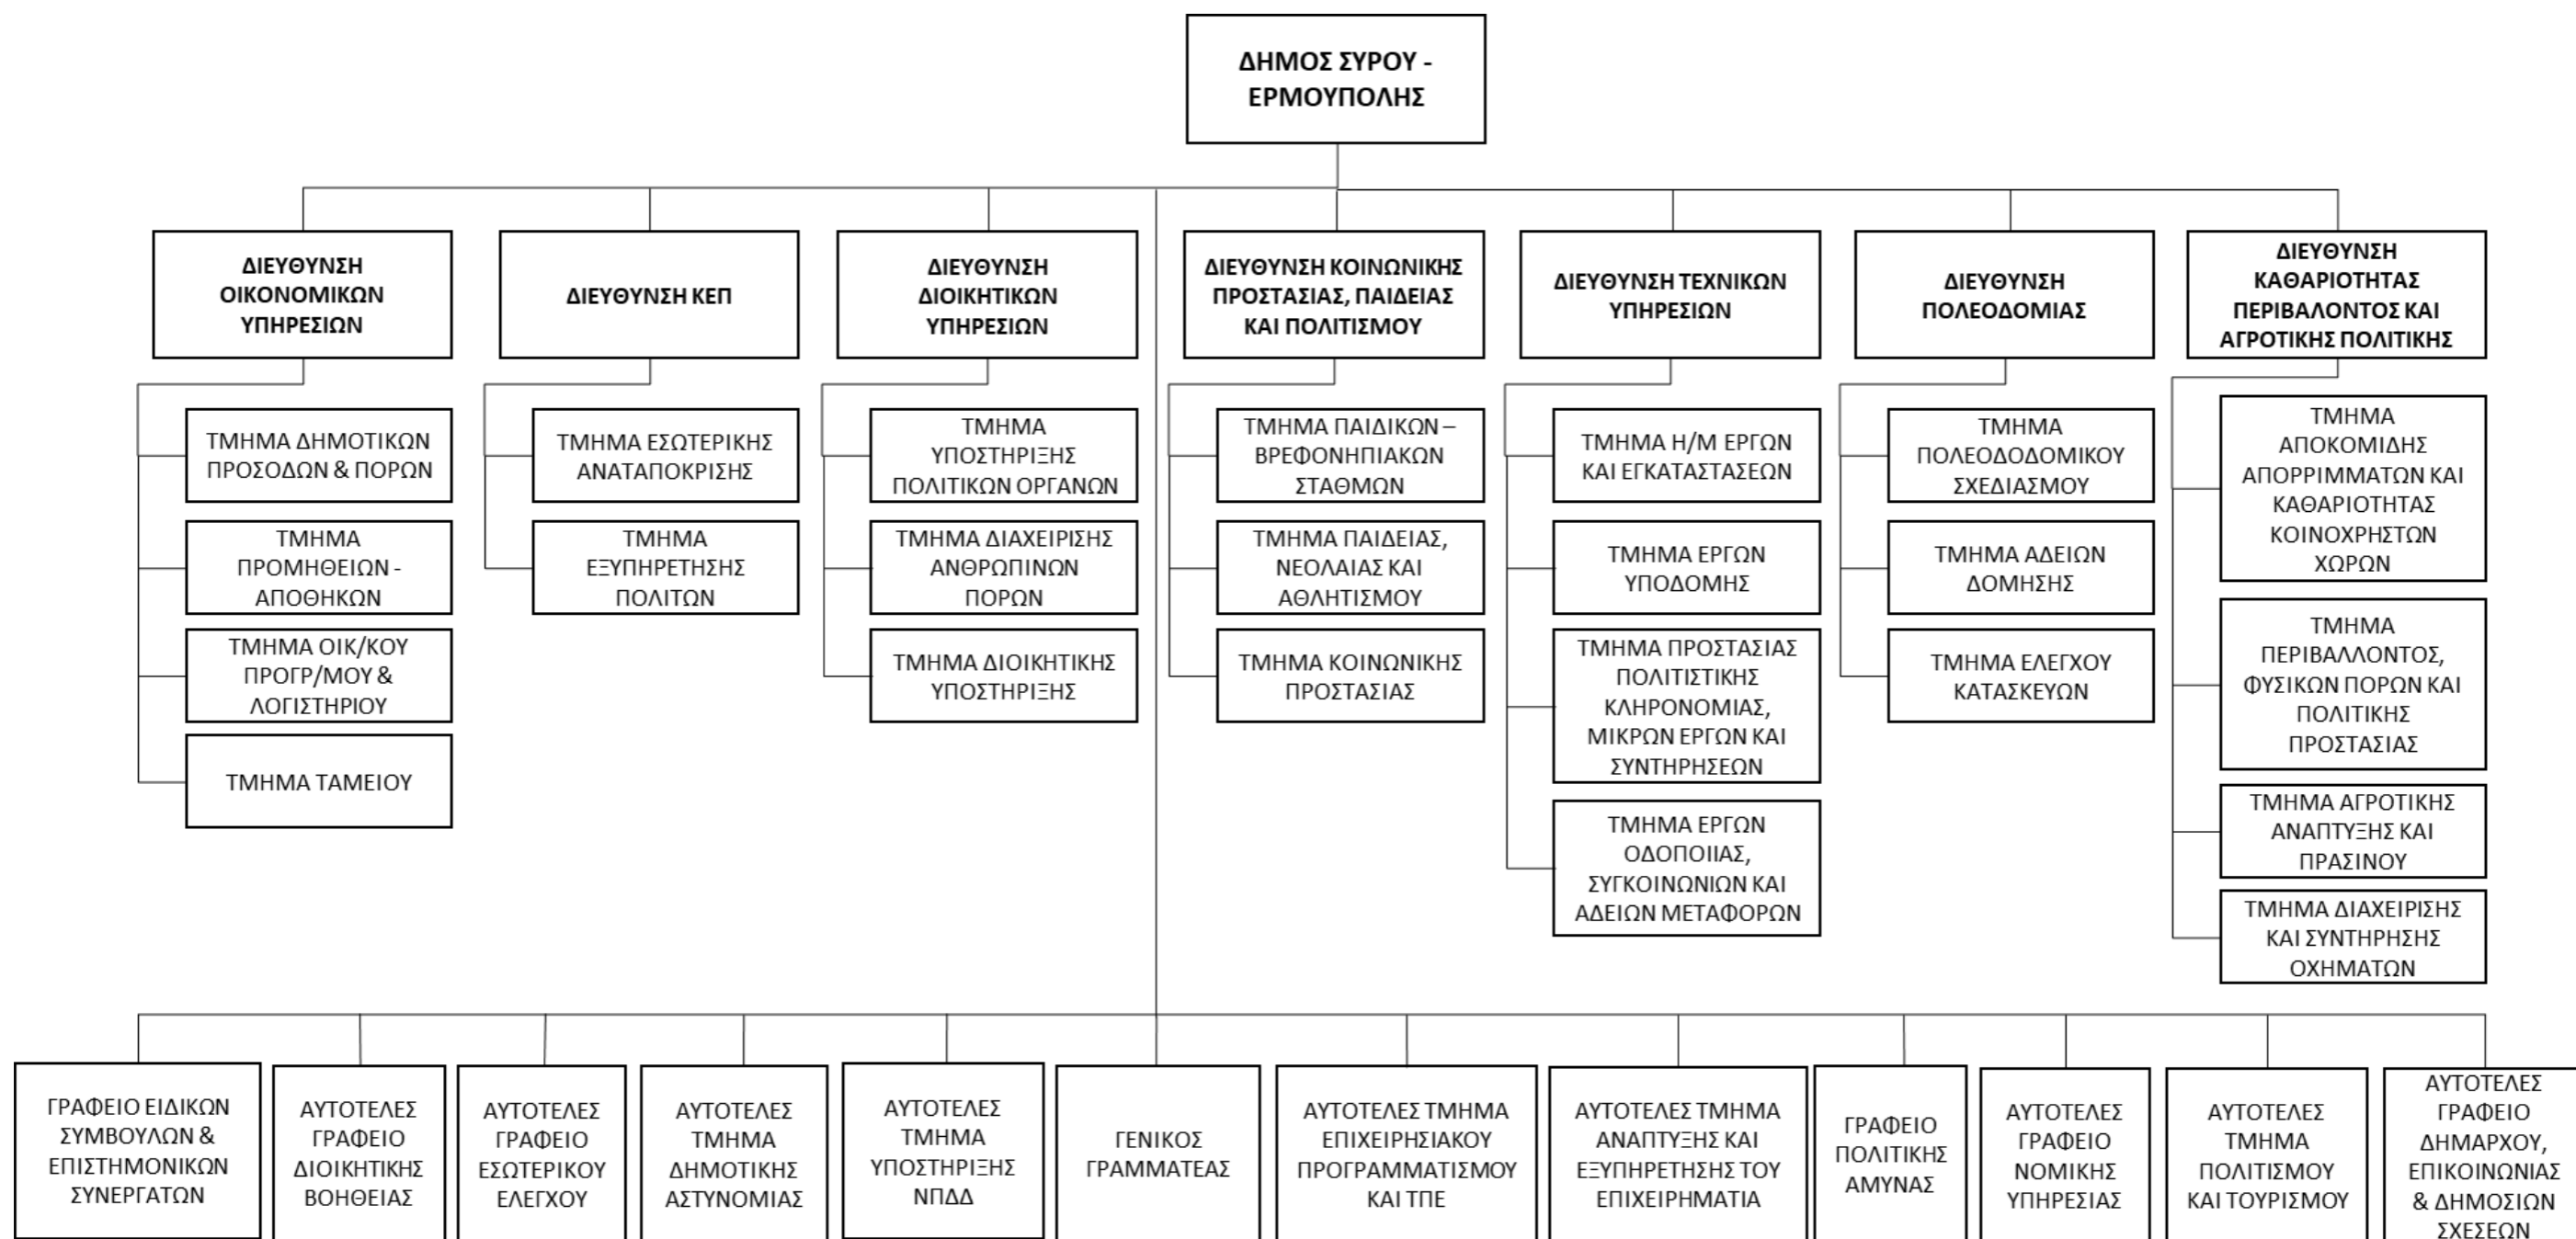 ΔΗΜΟΣ ΣΥΡΟΥ -
ΕΡΜΟΥΠΟΛΗΣ
ΔΙΕΥΘΥΝΣΗ
ΟΙΚΟΝΟΜΙΚΩΝ
ΥΠΗΡΕΣΙΩΝ
ΤΜΗΜΑ ΔΗΜΟΤΙΚΩΝ
ΠΡΟΣΟΔΩΝ & ΠΟΡΩΝ
ΤΜΗΜΑ
ΠΡΟΜΗΘΕΙΩΝ -
ΑΠΟΘΗΚΩΝ
ΤΜΗΜΑ ΟΙΚ/ΚΟΥ
ΠΡΟΓΡ/ΜΟΥ &
ΛΟΓΙΣΤΗΡΙΟΥ
ΤΜΗΜΑ ΤΑΜΕΙΟΥ
ΔΙΕΥΘΥΝΣΗ ΚΕΠ
ΤΜΗΜΑ ΕΣΩΤΕΡΙΚΗΣ
ΑΝΑΤΑΠΟΚΡΙΣΗΣ
ΤΜΗΜΑ
ΕΞΥΠΗΡΕΤΗΣΗΣ
ΠΟΛΙΤΩΝ
ΔΙΕΥΘΥΝΣΗ
ΔΙΟΙΚΗΤΙΚΩΝ
ΥΠΗΡΕΣΙΩΝ
ΤΜΗΜΑ
ΥΠΟΣΤΗΡΙΞΗΣ
ΠΟΛΙΤΙΚΩΝ ΟΡΓΑΝΩΝ
ΤΜΗΜΑ ΔΙΑΧΕΙΡΙΣΗΣ
ΑΝΘΡΩΠΙΝΩΝ
ΠΟΡΩΝ
ΤΜΗΜΑ ΔΙΟΙΚΗΤΙΚΗΣ
ΥΠΟΣΤΗΡΙΞΗΣ
ΔΙΕΥΘΥΝΣΗ ΚΟΙΝΩΝΙΚΗΣ
ΠΡΟΣΤΑΣΙΑΣ, ΠΑΙΔΕΙΑΣ
ΚΑΙ ΠΟΛΙΤΙΣΜΟΥ
ΤΜΗΜΑ ΠΑΙΔΙΚΩΝ –
ΒΡΕΦΟΝΗΠΙΑΚΩΝ
ΣΤΑΘΜΩΝ
ΤΜΗΜΑ ΠΑΙΔΕΙΑΣ,
ΝΕΟΛΑΙΑΣ ΚΑΙ
ΑΘΛΗΤΙΣΜΟΥ
ΤΜΗΜΑ ΚΟΙΝΩΝΙΚΗΣ
ΠΡΟΣΤΑΣΙΑΣ
ΔΙΕΥΘΥΝΣΗ ΤΕΧΝΙΚΩΝ
ΥΠΗΡΕΣΙΩΝ
ΤΜΗΜΑ Η/Μ ΕΡΓΩΝ
ΚΑΙ ΕΓΚΑΤΑΣΤΑΣΕΩΝ
ΤΜΗΜΑ ΕΡΓΩΝ
ΥΠΟΔΟΜΗΣ
ΤΜΗΜΑ ΠΡΟΣΤΑΣΙΑΣ
ΠΟΛΙΤΙΣΤΙΚΗΣ
ΚΛΗΡΟΝΟΜΙΑΣ,
ΜΙΚΡΩΝ ΕΡΓΩΝ ΚΑΙ
ΣΥΝΤΗΡΗΣΕΩΝ
ΤΜΗΜΑ ΕΡΓΩΝ
ΟΔΟΠΟΙΙΑΣ,
ΣΥΓΚΟΙΝΩΝΙΩΝ ΚΑΙ
ΑΔΕΙΩΝ ΜΕΤΑΦΟΡΩΝ
ΔΙΕΥΘΥΝΣΗ
ΠΟΛΕΟΔΟΜΙΑΣ
ΤΜΗΜΑ
ΠΟΛΕΟΔΟΔΟΜΙΚΟΥ
ΣΧΕΔΙΑΣΜΟΥ
ΤΜΗΜΑ ΑΔΕΙΩΝ
ΔΟΜΗΣΗΣ
ΤΜΗΜΑ ΕΛΕΓΧΟΥ
ΚΑΤΑΣΚΕΥΩΝ
ΔΙΕΥΘΥΝΣΗ
ΚΑΘΑΡΙΟΤΗΤΑΣ
ΠΕΡΙΒΑΛΟΝΤΟΣ ΚΑΙ
ΑΓΡΟΤΙΚΗΣ ΠΟΛΙΤΙΚΗΣ
ΤΜΗΜΑ
ΑΠΟΚΟΜΙΔΗΣ
ΑΠΟΡΡΙΜΜΑΤΩΝ ΚΑΙ
ΚΑΘΑΡΙΟΤΗΤΑΣ
ΚΟΙΝΟΧΡΗΣΤΩΝ
ΧΩΡΩΝ
ΤΜΗΜΑ
ΠΕΡΙΒΑΛΛΟΝΤΟΣ,
ΦΥΣΙΚΩΝ ΠΟΡΩΝ ΚΑΙ
ΠΟΛΙΤΙΚΗΣ
ΠΡΟΣΤΑΣΙΑΣ
ΤΜΗΜΑ ΑΓΡΟΤΙΚΗΣ
ΑΝΑΠΤΥΞΗΣ ΚΑΙ
ΠΡΑΣΙΝΟΥ
ΤΜΗΜΑ ΔΙΑΧΕΙΡΙΣΗΣ
ΚΑΙ ΣΥΝΤΗΡΗΣΗΣ
ΟΧΗΜΑΤΩΝ
ΓΡΑΦΕΙΟ ΕΙΔΙΚΩΝ
ΣΥΜΒΟΥΛΩΝ &
ΕΠΙΣΤΗΜΟΝΙΚΩΝ
ΣΥΝΕΡΓΑΤΩΝ
ΑΥΤΟΤΕΛΕΣ
ΓΡΑΦΕΙΟ
ΔΙΟΙΚΗΤΙΚΗΣ
ΒΟΗΘΕΙΑΣ
ΑΥΤΟΤΕΛΕΣ
ΓΡΑΦΕΙΟ
ΕΣΩΤΕΡΙΚΟΥ
ΕΛΕΓΧΟΥ
ΑΥΤΟΤΕΛΕΣ
ΤΜΗΜΑ
ΔΗΜΟΤΙΚΗΣ
ΑΣΤΥΝΟΜΙΑΣ
ΑΥΤΟΤΕΛΕΣ
ΤΜΗΜΑ
ΥΠΟΣΤΗΡΙΞΗΣ
ΝΠΔΔ
ΓΕΝΙΚΟΣ
ΓΡΑΜΜΑΤΕΑΣ
ΑΥΤΟΤΕΛΕΣ ΤΜΗΜΑ
ΕΠΙΧΕΙΡΗΣΙΑΚΟΥ
ΠΡΟΓΡΑΜΜΑΤΙΣΜΟΥ
ΚΑΙ ΤΠΕ
ΑΥΤΟΤΕΛΕΣ ΤΜΗΜΑ
ΑΝΑΠΤΥΞΗΣ ΚΑΙ
ΕΞΥΠΗΡΕΤΗΣΗΣ ΤΟΥ
ΕΠΙΧΕΙΡΗΜΑΤΙΑ
ΓΡΑΦΕΙΟ
ΠΟΛΙΤΙΚΗΣ
ΑΜΥΝΑΣ
ΑΥΤΟΤΕΛΕΣ
ΓΡΑΦΕΙΟ
ΝΟΜΙΚΗΣ
ΥΠΗΡΕΣΙΑΣ
ΑΥΤΟΤΕΛΕΣ
ΤΜΗΜΑ
ΠΟΛΙΤΙΣΜΟΥ
ΚΑΙ ΤΟΥΡΙΣΜΟΥ
ΑΥΤΟΤΕΛΕΣ
ΓΡΑΦΕΙΟ
ΔΗΜΑΡΧΟΥ,
ΕΠΙΚΟΙΝΩΝΙΑΣ
& ΔΗΜΟΣΙΩΝ
ΣΧΕΣΕΩΝ